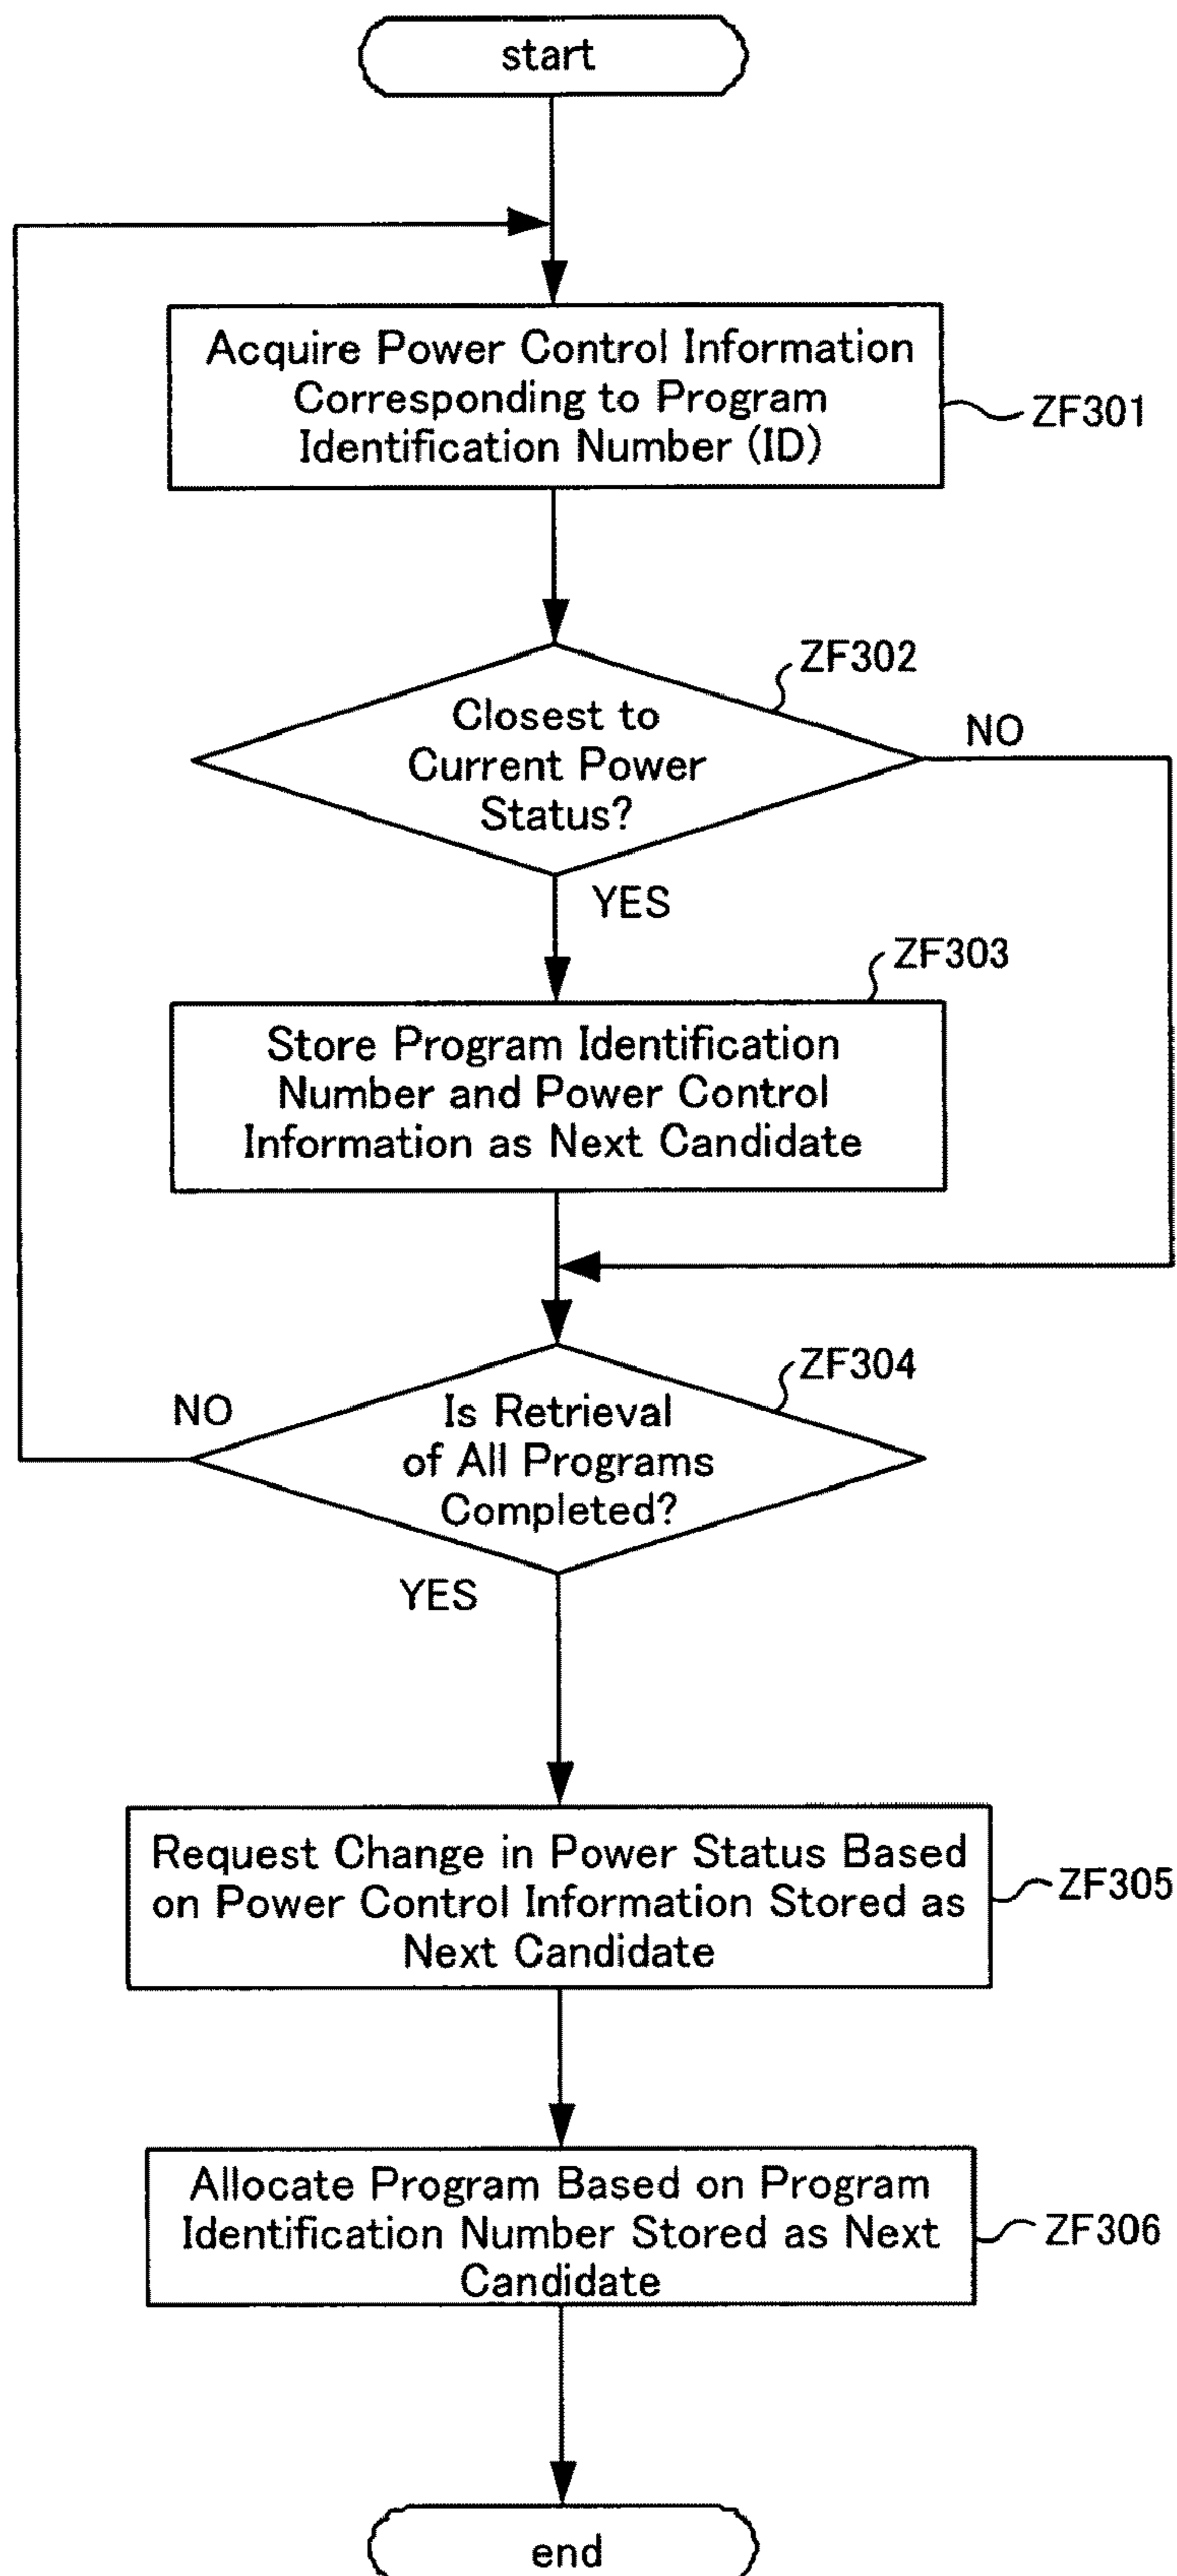 start
Acquire Power Control Information
Corresponding to Program
Identification Number (ID)
ZF301
ZF302
Closest to
Current Power
Status?
NO
YES
ZF303
Store Program Identification
Number and Power Control
Information as Next Candidate
ZF304
NO
Is Retrieval
of All Programs
Completed?
YES
Request Change in Power Status Based
on Power Control Information Stored as
Next Candidate
ZF305
Allocate Program Based on Program
Identification Number Stored as Next
Candidate
ZF306
end